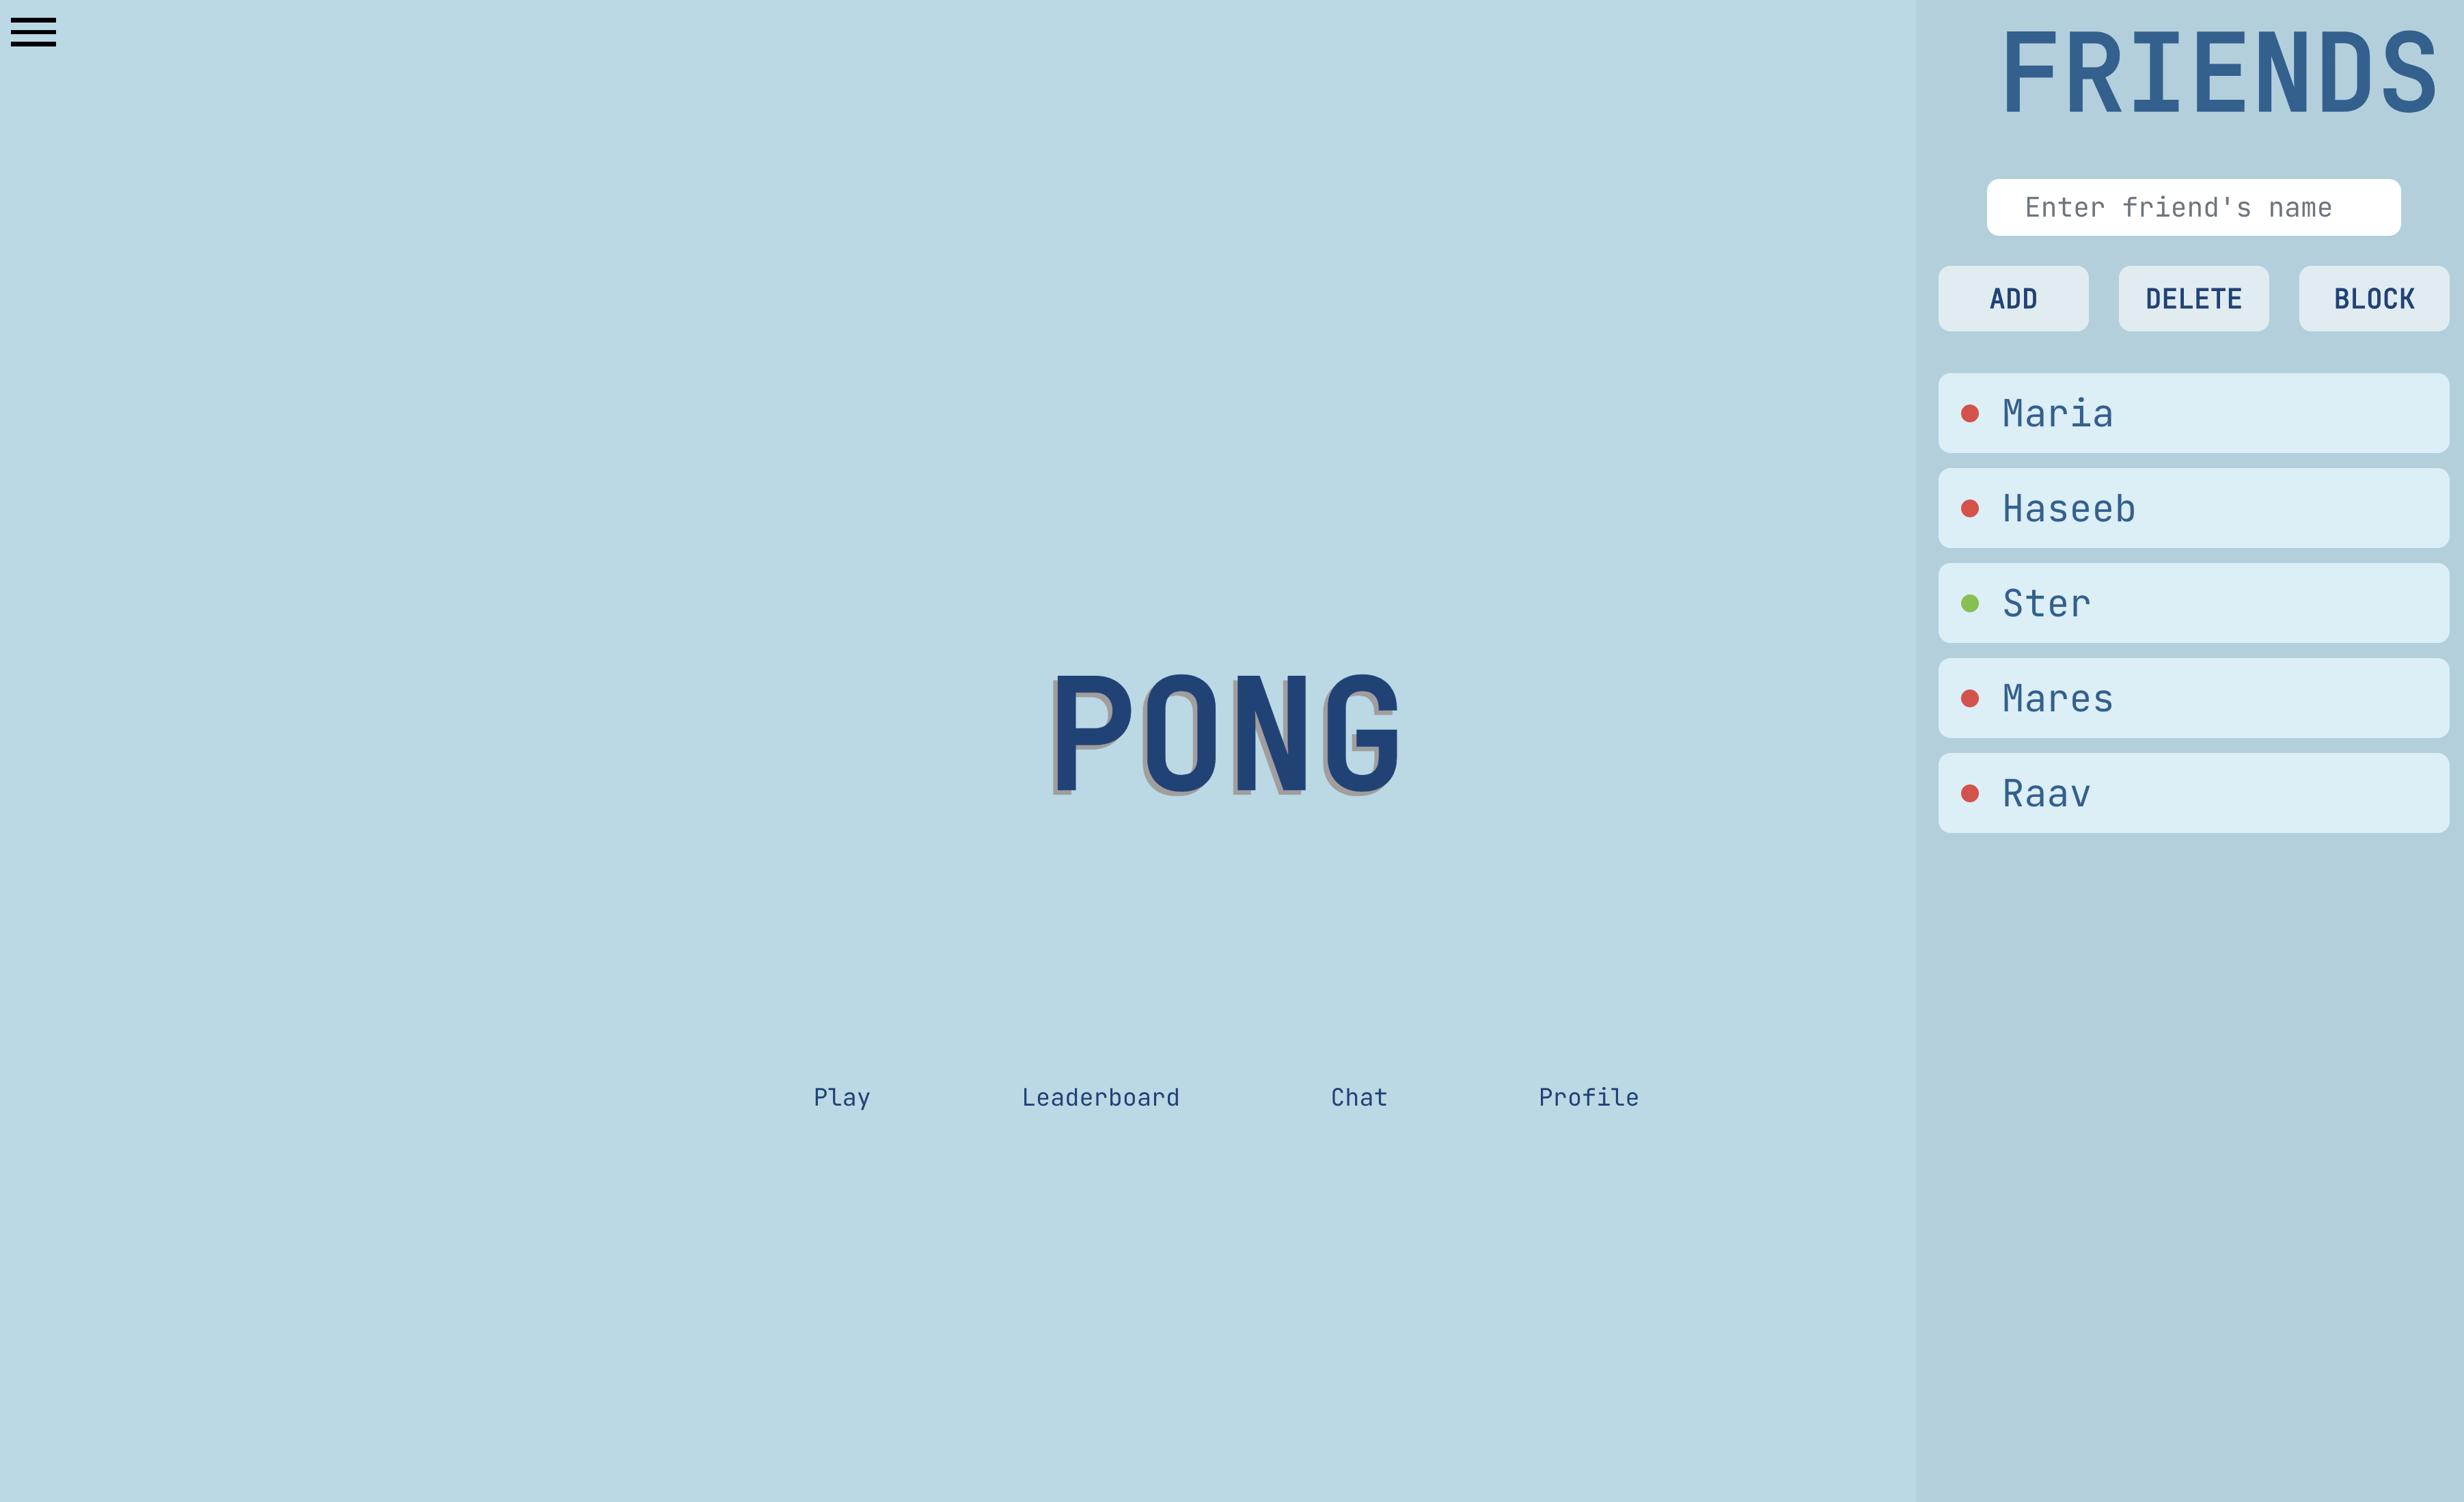 FRIENDS
Enter friend's name
ADD DELETE BLOCK
Maria
Haseeb
Ster
Mares
Raav
PONG
Play Leaderboard Chat Profile